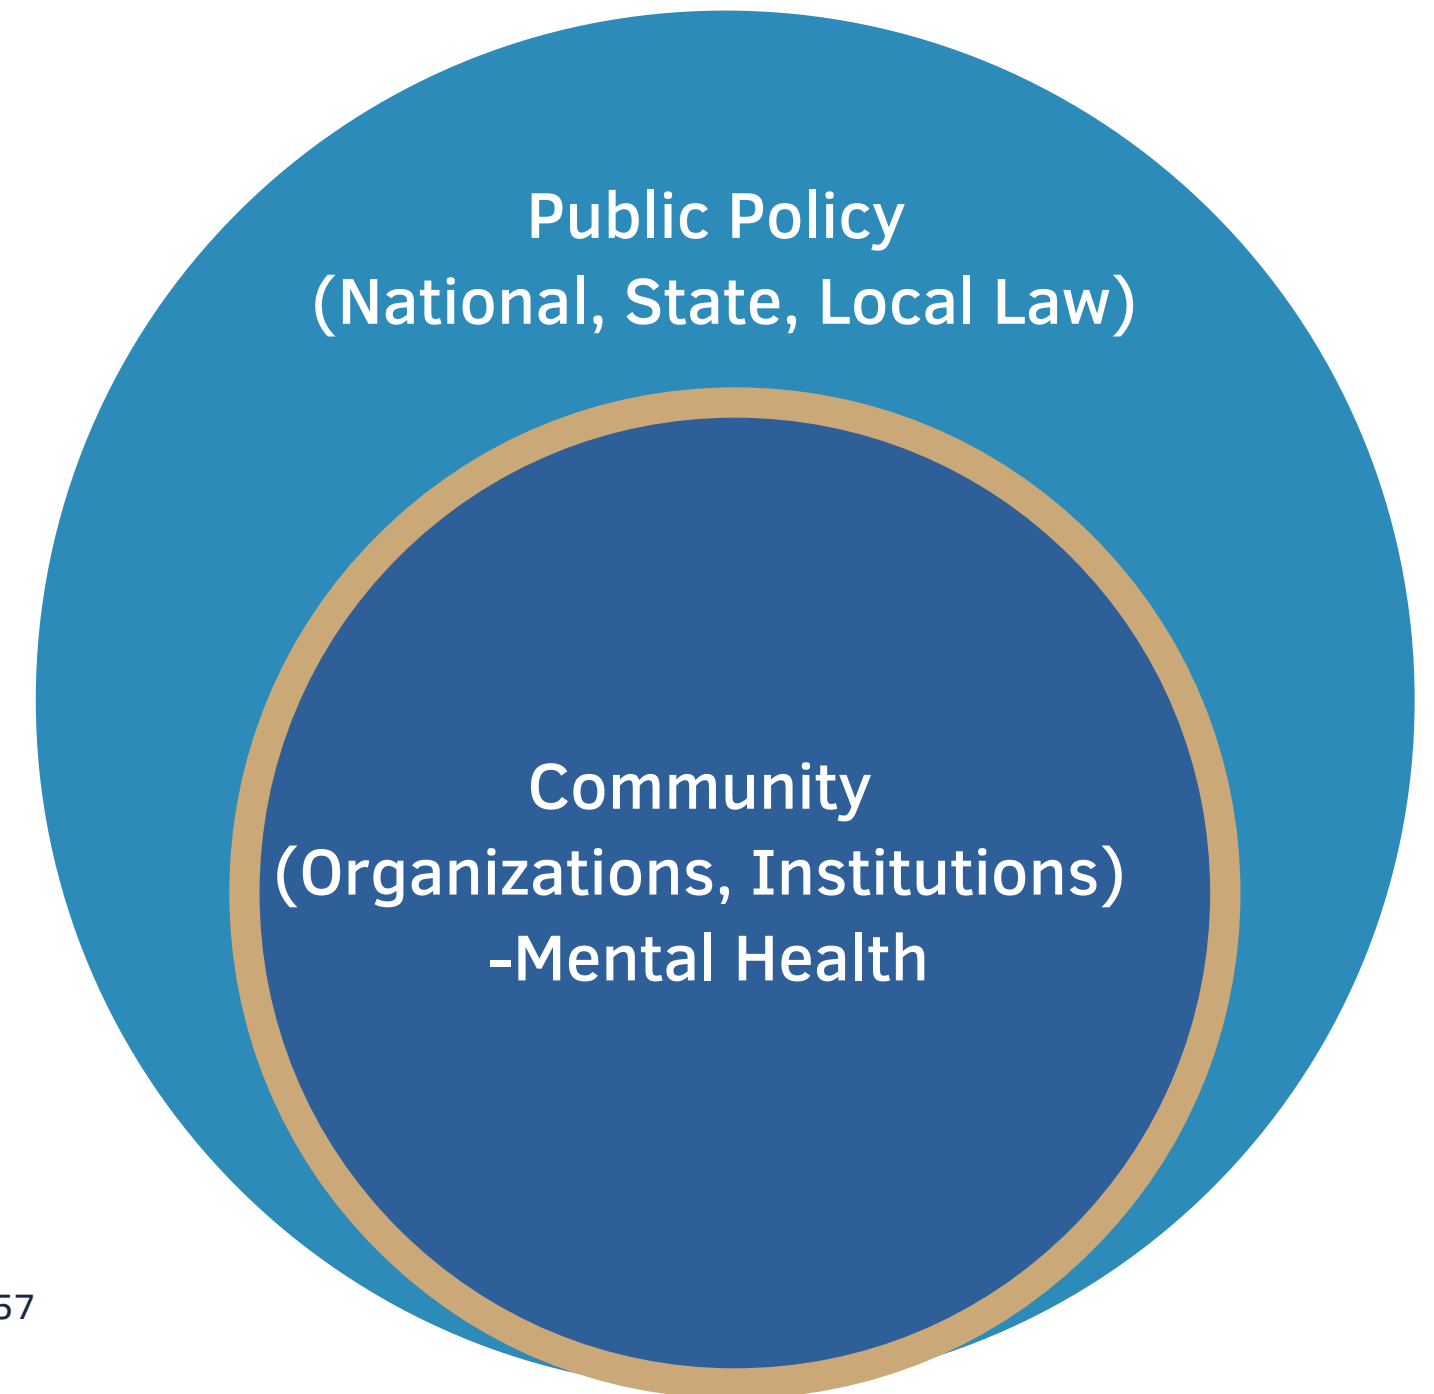 Public Policy
(National, State, Local Law)
Community
(Organizations, Institutions)
-Mental Health
57